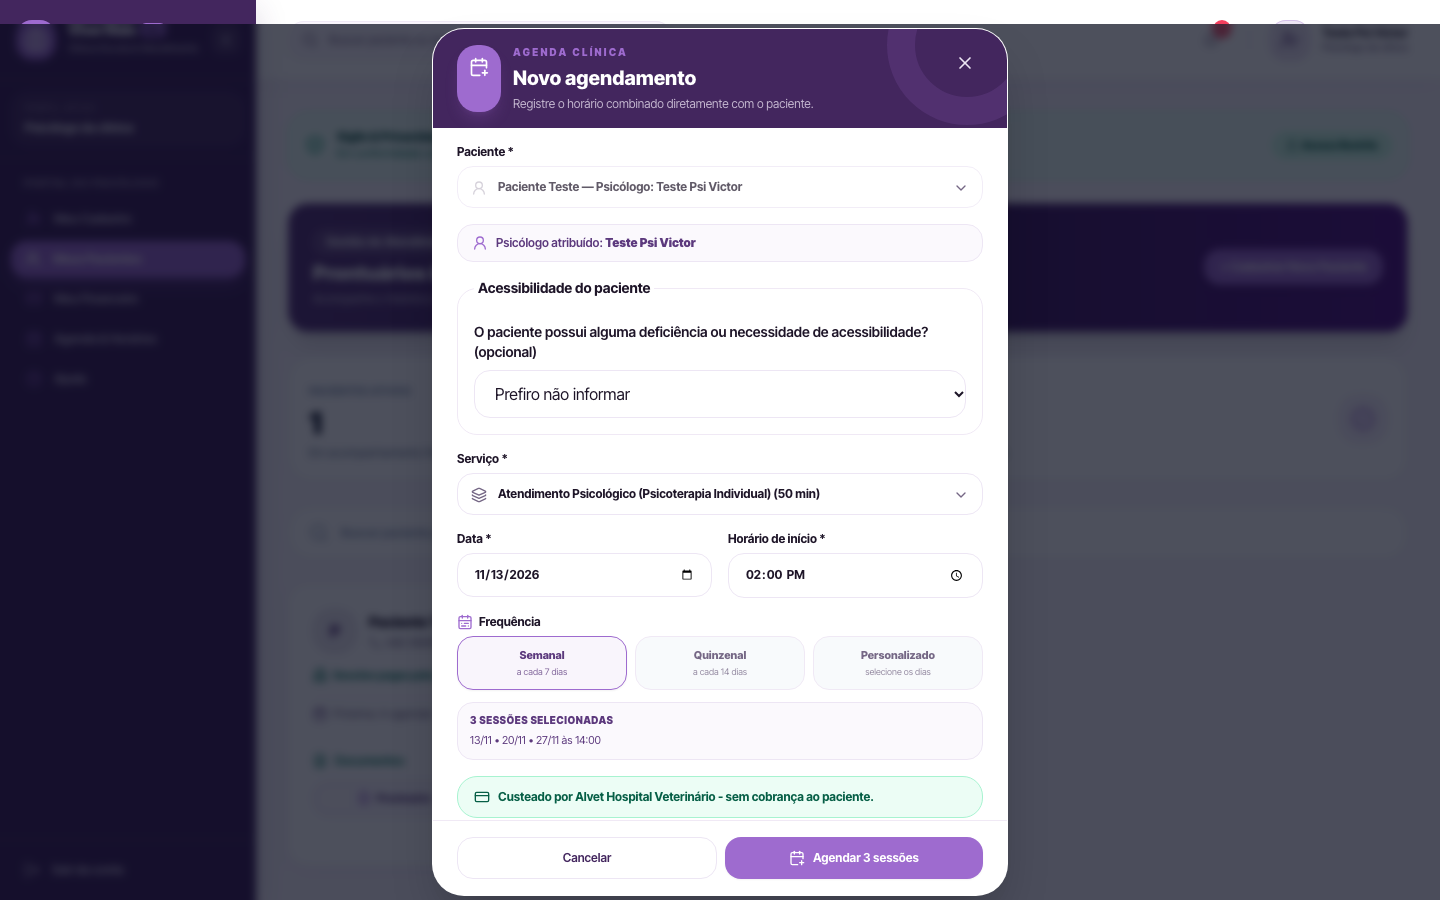 AGENDA CLÍNICA
Novo agendamento
Registre o horário combinado diretamente com o paciente.
Paciente *
Paciente Teste — Psicólogo: Teste Psi Victor
Psicólogo atribuído: Teste Psi Victor
Acessibilidade do paciente
O paciente possui alguma deficiência ou necessidade de acessibilidade?
(opcional)
Prefiro não informar
Serviço *
Atendimento Psicológico (Psicoterapia Individual) (50 min)
Data *
Horário de início *
11/13/2026
02:00 PM
Frequência
Semanal
a cada 7 dias
Quinzenal
a cada 14 dias
Personalizado
selecione os dias
3 SESSÕES SELECIONADAS
13/11 • 20/11 • 27/11 às 14:00
Custeado por Alvet Hospital Veterinário - sem cobrança ao paciente.
Cancelar
Agendar 3 sessões